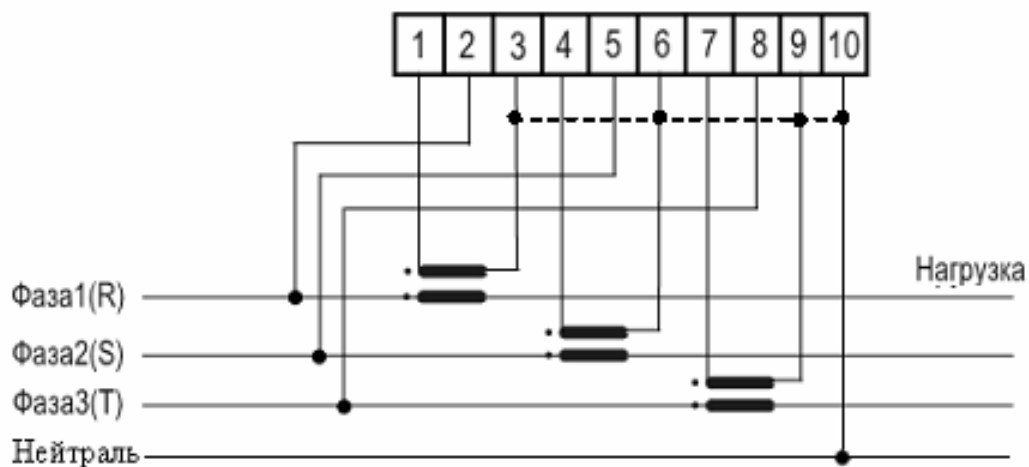 1 2 3 4 5 6 7 8 9 10
Нагрузка
Фаза1(R)
Фаза2(S)
Фаза3(T)
Нейтраль